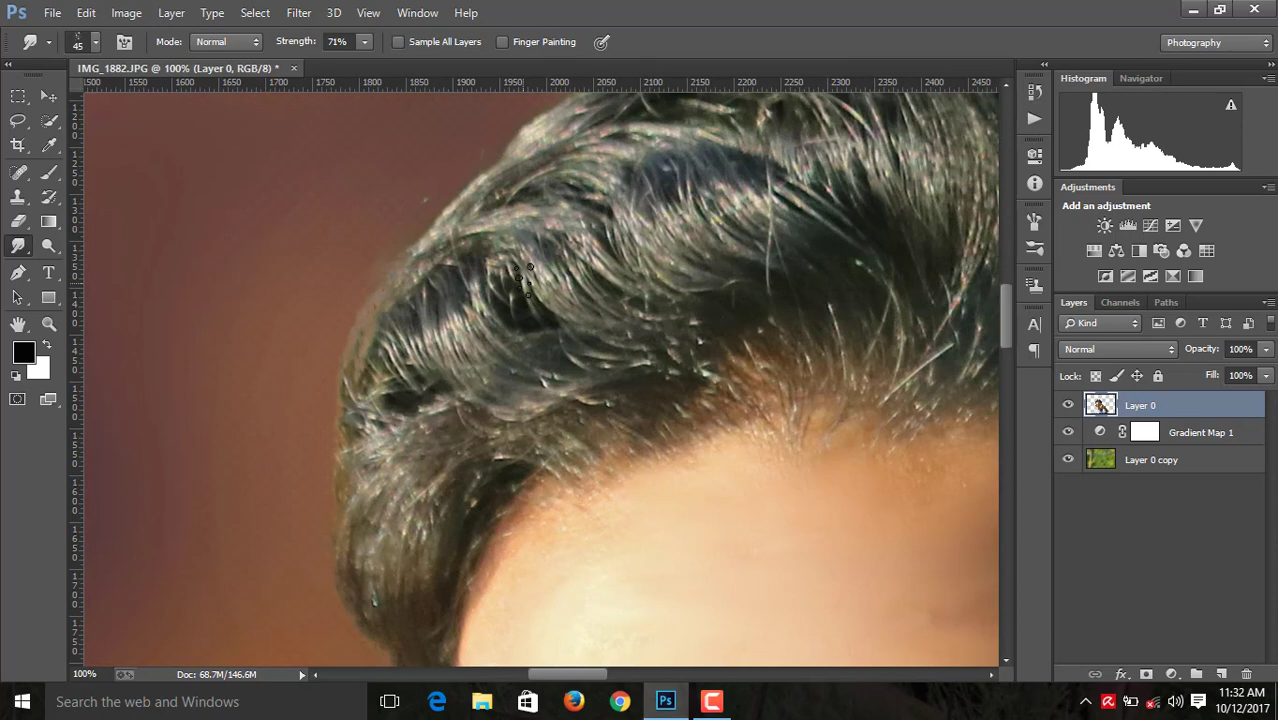 Ps File Edit Image Layer Type Select Filter 3D View Window Help
45 Mode: Normal Strength: 71% Sample All Layers Finger Painting Photography
IMG_1882.JPG @ 100% (Layer 0, RGB/8) *
500 1550 1600 1650 1700 1750 1800 1850 1900 1950 2000 2050 2100 2150 2200 2250 2300 2350 2400 2450
Histogram Navigator
Adjustments
Add an adjustment
Layers Channels Paths
Kind
Normal Opacity: 100%
Lock: Fill: 100%
Layer 0
Gradient Map 1
Layer 0 copy
100% Doc: 68.7M/146.6M
Search the web and Windows
Ps
11:32 AM
10/12/2017